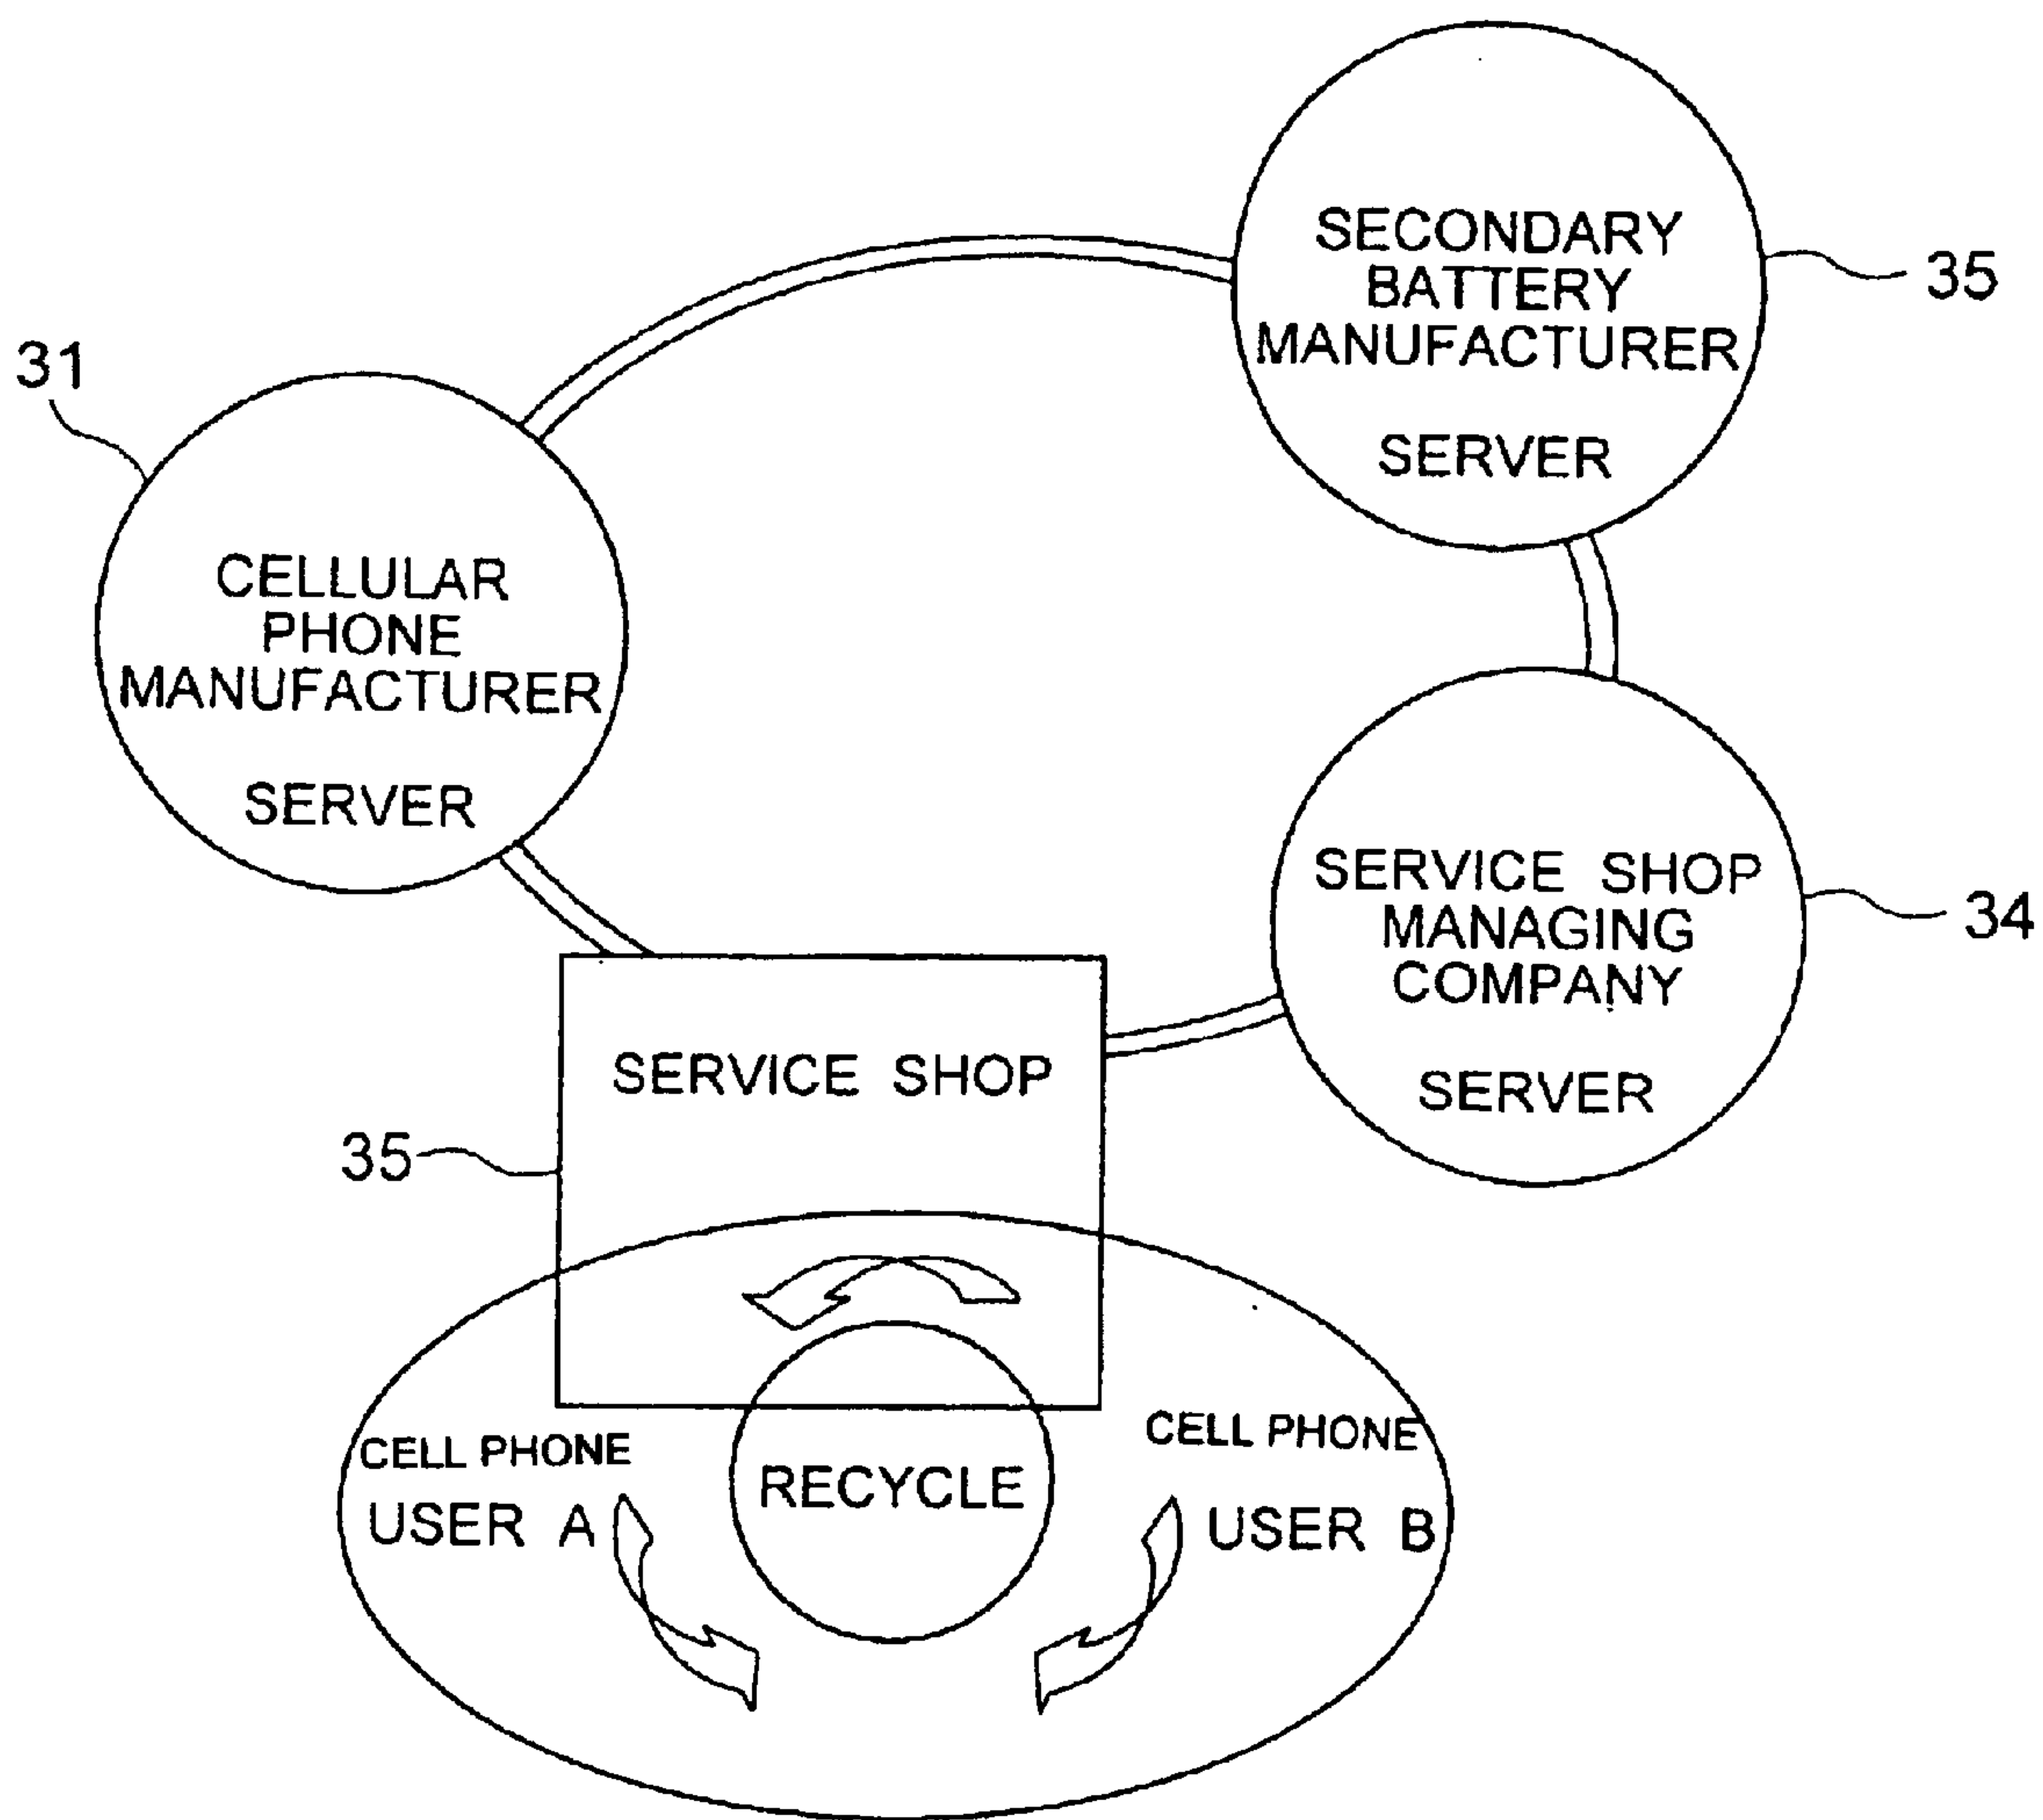 SECONDARY
BATTERY
MANUFACTURER
SERVER
35
31
CELLULAR
PHONE
MANUFACTURER
SERVER
SERVICE SHOP
MANAGING
COMPANY
SERVER
34
SERVICE SHOP
35
CELL PHONE
USER A
RECYCLE
CELL PHONE
USER B